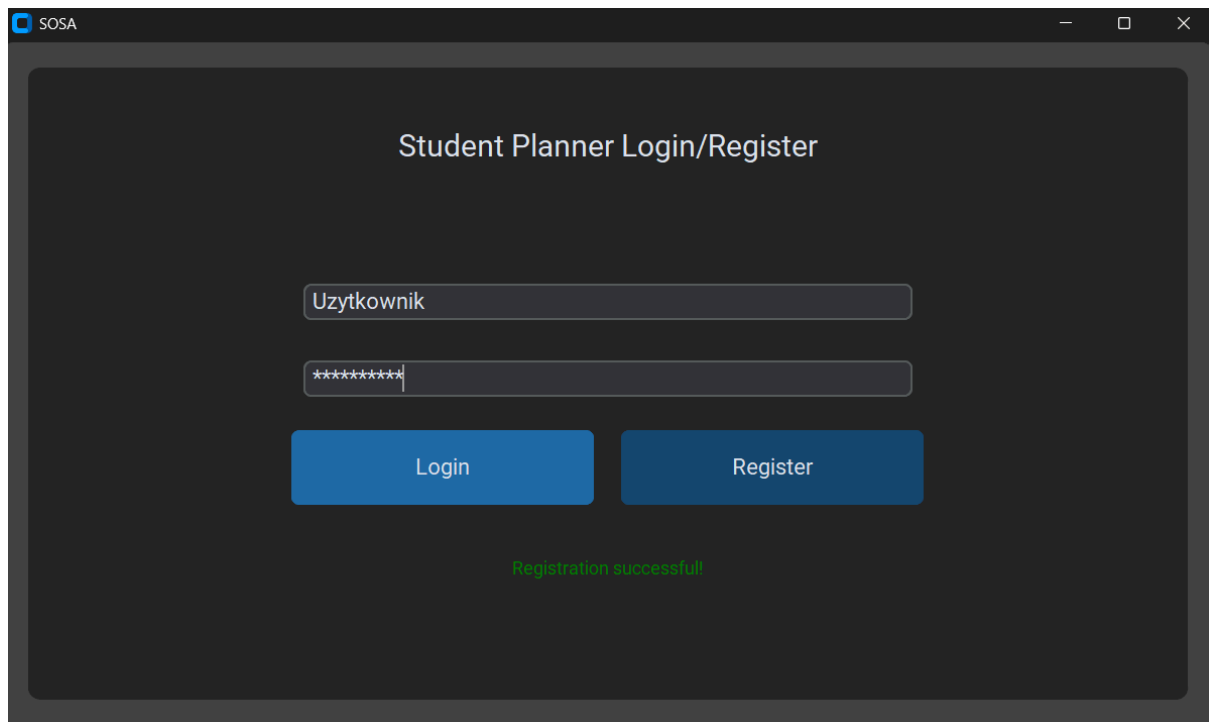 SOSA
Student Planner Login/Register
Uzytkownik
**********
Login
Register
Registration successful!